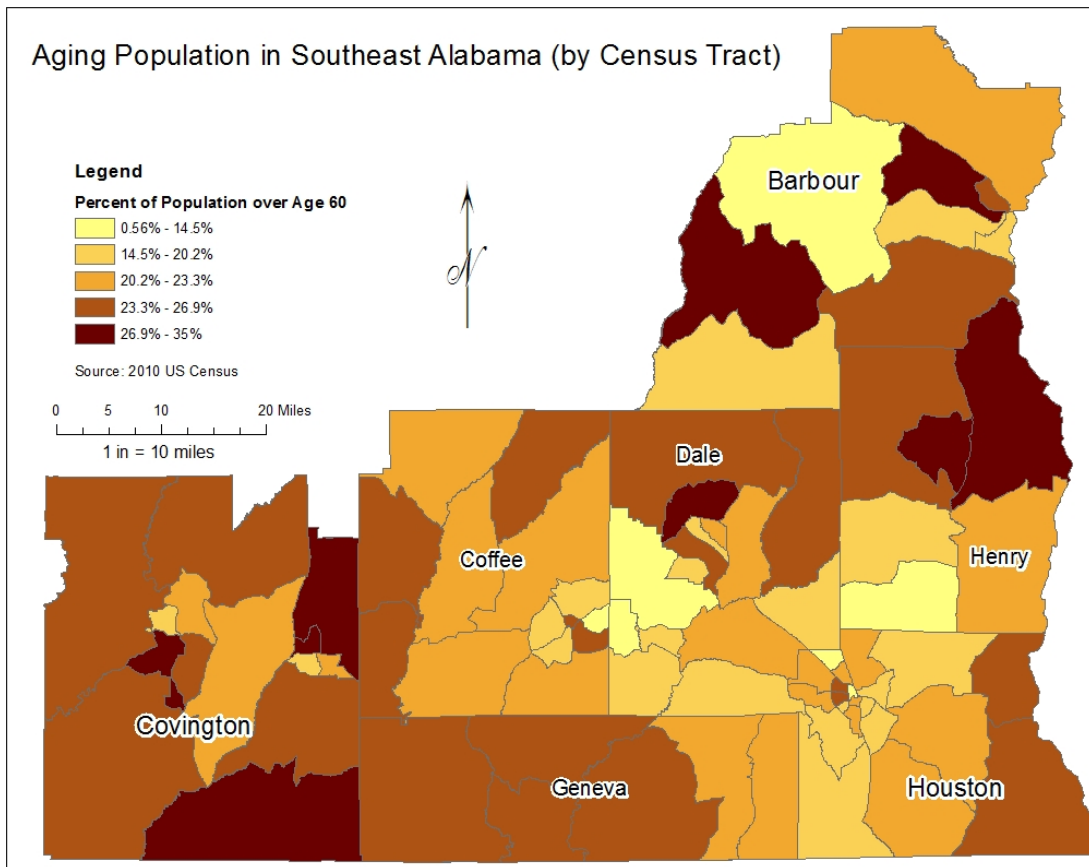 Aging Population in Southeast Alabama (by Census Tract)
Legend
Percent of Population over Age 60
0.56% - 14.5%
14.5% - 20.2%
20.2% - 23.3%
23.3% - 26.9%
26.9% - 35%
Source: 2010 US Census
0 5 10 20 Miles
1 in = 10 miles
N
Barbour
Dale
Coffee
Henry
Covington
Geneva
Houston